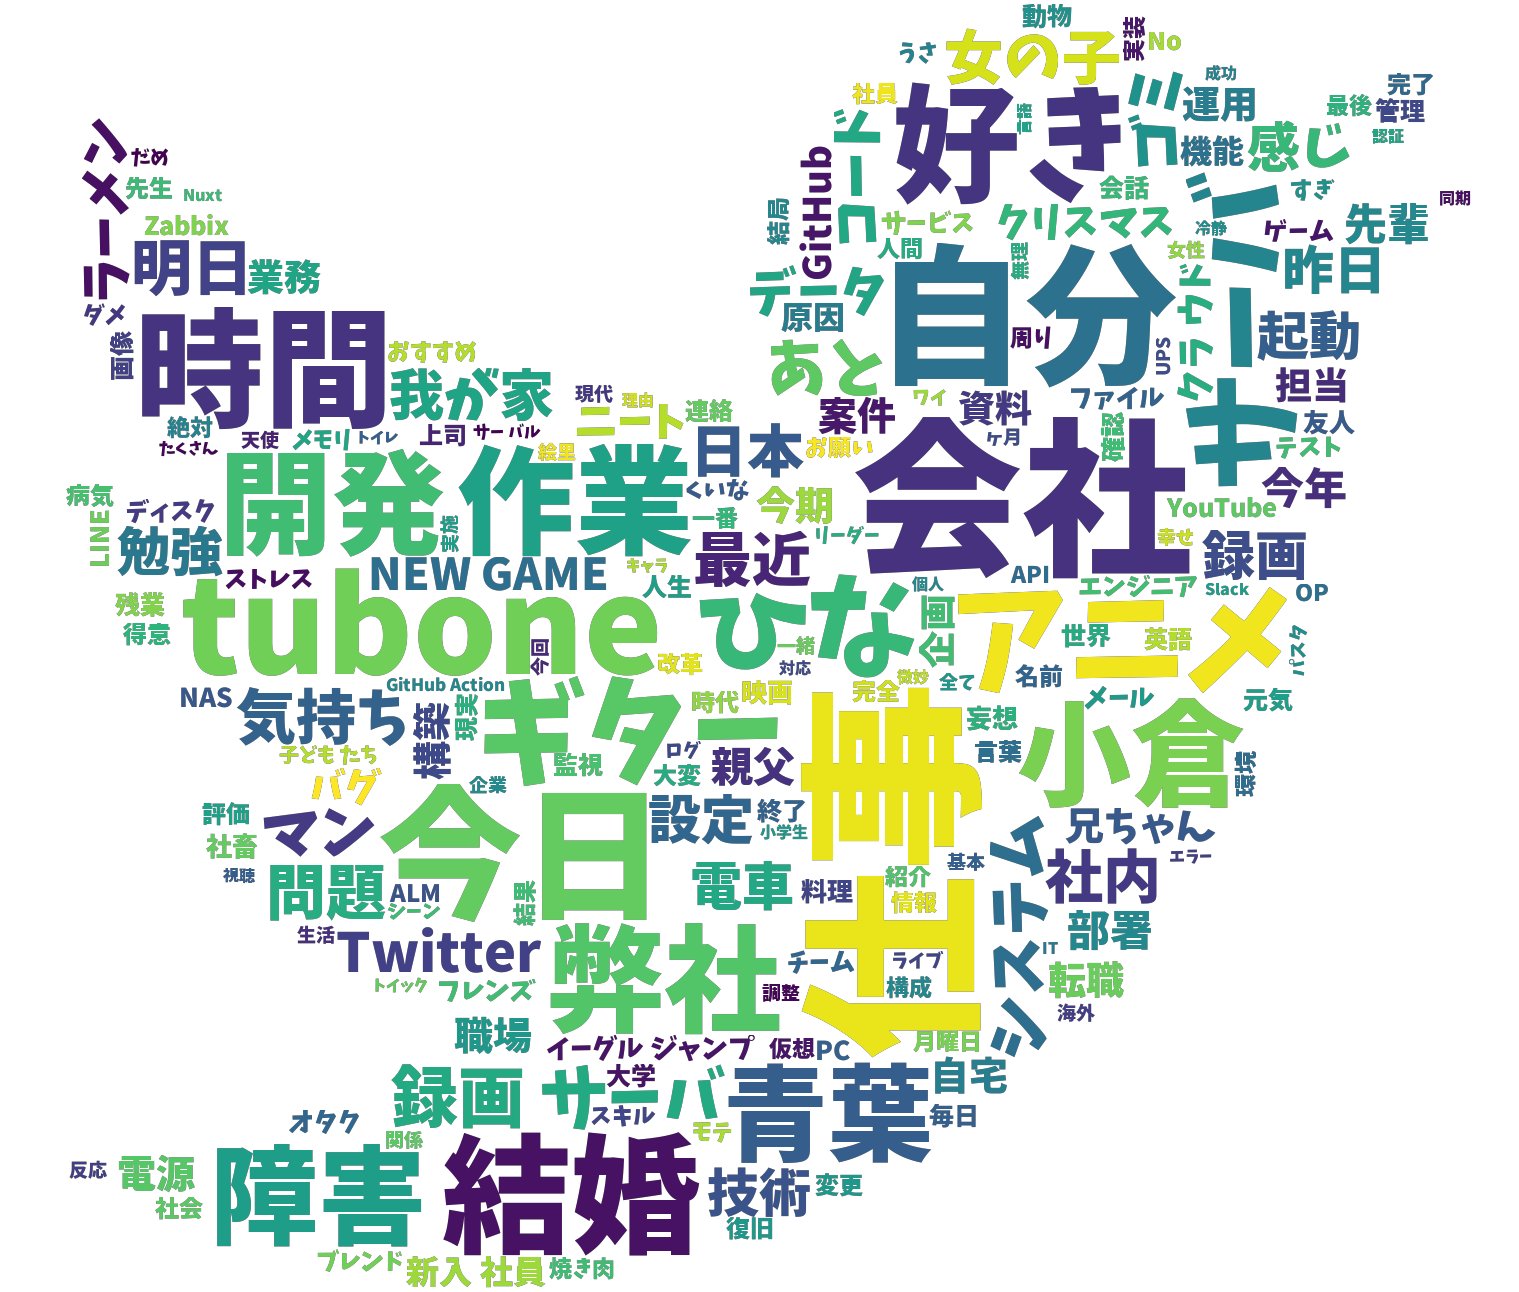 動物
うさ
女の子
実装
No
成功
社員
好き
言語
ゴミ
運用
完了
最後
管理
認証
機能
感じ
コード
GitHub
会話
すぎ
同期
結局
サービス
クリスマス
冷静
ゲーム
先輩
人間
無理
女性
昨日
サーバー
データ
自分
クラウド
原因
周り
UPS
起動
あと
担当
ラーメン
だめ
先生
Nuxt
Zabbix
明日
業務
ダメ
時間
画像
おすすめ
我が家
現代
理由
ニート
連絡
案件
ワイ
資料
ファイル
友人
絶対
天使
メモリ
トイレ
上司
サーバル
たくさん
日本
お願い
ヶ月
確認
テスト
開発
作業
絵里
会社
くいな
今期
今年
病気
ディスク
YouTube
LINE
勉強
実施
一番
リーダー
幸せ
録画
最近
NEW GAME
キャラ
ストレス
人生
個人
API
エンジニア
Slack
OP
残業
tubone
ひな
アニメ
得意
企画
世界
英語
パスタ
今回
一緒
改革
対応
微妙
全て
名前
NAS
GitHub Action
気持ち
構築
現実
ギター
時代
映画
完全
メール
元気
妄想
小倉
子どもたち
監視
ログ
親父
言葉
バグ
企業
大変
環境
仕事
評価
マン
今日
設定
終了
小学生
兄ちゃん
社畜
システム
視聴
問題
ALM
シーン
結果
電車
料理
紹介
基本
社内
エラー
情報
生活
Twitter
弊社
部署
IT
チーム
ライブ
トイック
フレンズ
調整
構成
転職
海外
職場
イーグル ジャンプ
仮想
PC
月曜日
録画
サーバ
大学
青葉
自宅
スキル
毎日
オタク
関係
モテ
反応
電源
障害
結婚
技術
変更
社会
復旧
ブレンド
新入 社員
焼き肉